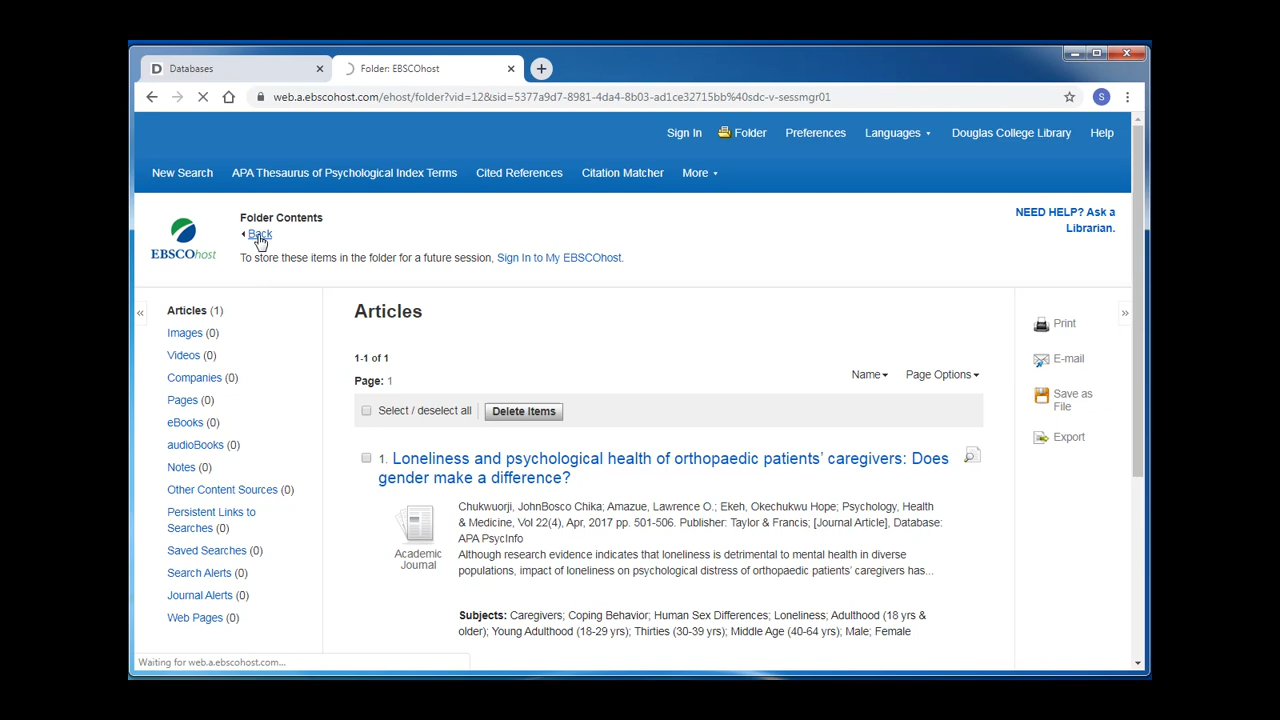 Databases
Folder: EBSCOhost
web.a.ebscohost.com/ehost/folder?vid=12&sid=5377a9d7-8981-4da4-8b03-ad1ce32715bb%40sdc-v-sessmgr01
S
Sign In Folder Preferences Languages Douglas College Library Help
New Search APA Thesaurus of Psychological Index Terms Cited References Citation Matcher More
EBSCOhost
Folder Contents
Back
To store these items in the folder for a future session, Sign In to My EBSCOhost.
NEED HELP? Ask a
Librarian.
Articles (1)
Images (0)
Videos (0)
Companies (0)
Pages (0)
eBooks (0)
audioBooks (0)
Notes (0)
Other Content Sources (0)
Persistent Links to
Searches (0)
Saved Searches (0)
Search Alerts (0)
Journal Alerts (0)
Web Pages (0)
Articles
1-1 of 1
Page: 1
Name Page Options
Select / deselect all Delete Items
1. Loneliness and psychological health of orthopaedic patients’ caregivers: Does
gender make a difference?
Academic
Journal
Chukwuorji, JohnBosco Chika; Amazue, Lawrence O.; Ekeh, Okechukwu Hope; Psychology, Health
& Medicine, Vol 22(4), Apr, 2017 pp. 501-506. Publisher: Taylor & Francis; [Journal Article], Database:
APA PsycInfo
Although research evidence indicates that loneliness is detrimental to mental health in diverse
populations, impact of loneliness on psychological distress of orthopaedic patients’ caregivers has...
Subjects: Caregivers; Coping Behavior; Human Sex Differences; Loneliness; Adulthood (18 yrs &
older); Young Adulthood (18-29 yrs); Thirties (30-39 yrs); Middle Age (40-64 yrs); Male; Female
Print
E-mail
Save as
File
Export
Waiting for web.a.ebscohost.com...